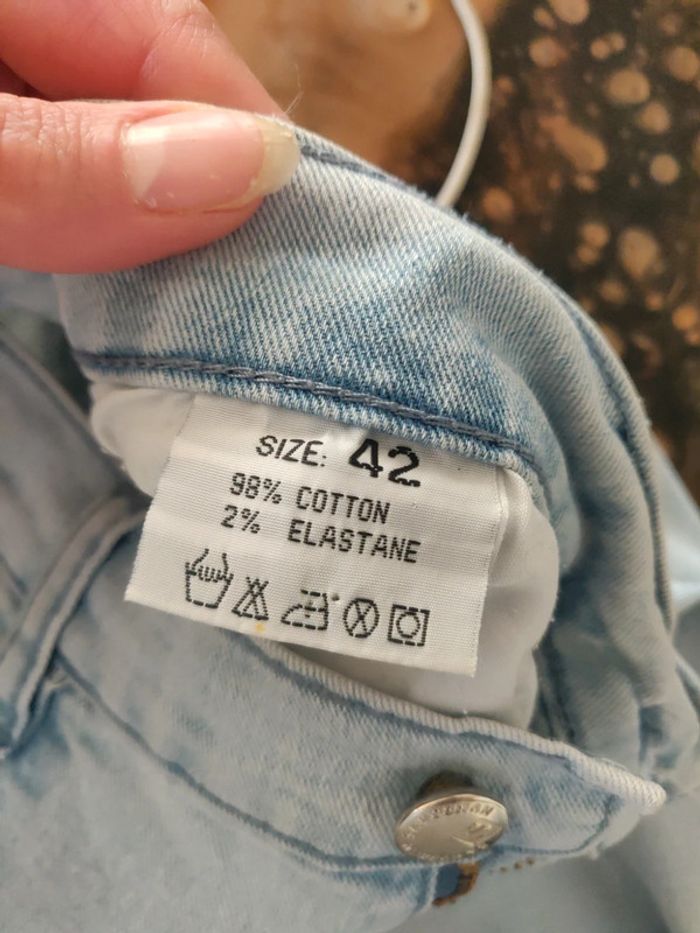 SIZE: 42
98% COTTON
2% ELASTANE